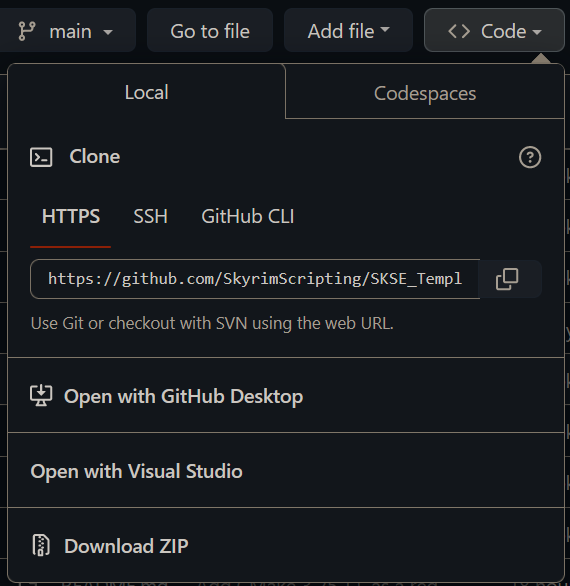 main
Go to file
Add file
Code
Local
Codespaces
Clone
HTTPS
SSH
GitHub CLI
https://github.com/SkyrimScripting/SKSE_Templ
Use Git or checkout with SVN using the web URL.
Open with GitHub Desktop
Open with Visual Studio
Download ZIP